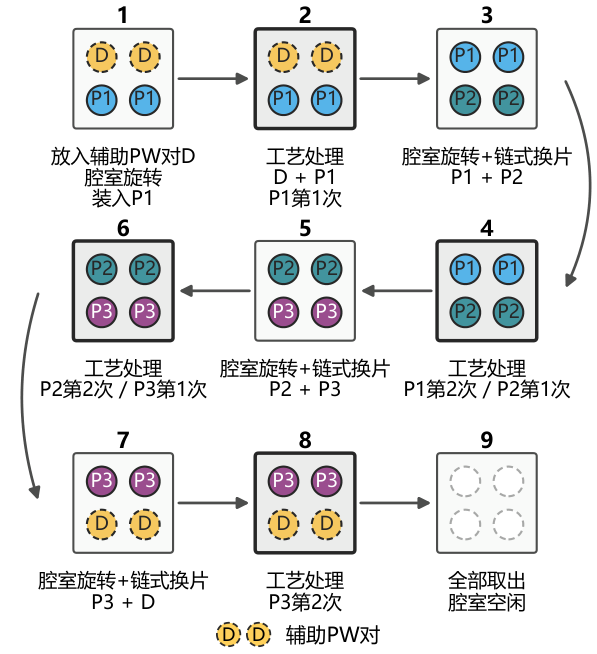 1
2
3
D D
P1 P1
D D
P1 P1
P1 P1
P2 P2
放入辅助PW对D
腔室旋转
装入P1
工艺处理
D + P1
P1第1次
腔室旋转+链式换片
P1 + P2
6
5
4
P2 P2
P3 P3
P2 P2
P3 P3
P1 P1
P2 P2
工艺处理
P2第2次 / P3第1次
腔室旋转+链式换片
P2 + P3
工艺处理
P1第2次 / P2第1次
7
8
9
P3 P3
D D
P3 P3
D D
腔室旋转+链式换片
P3 + D
工艺处理
P3第2次
全部取出
腔室空闲
D D 辅助PW对